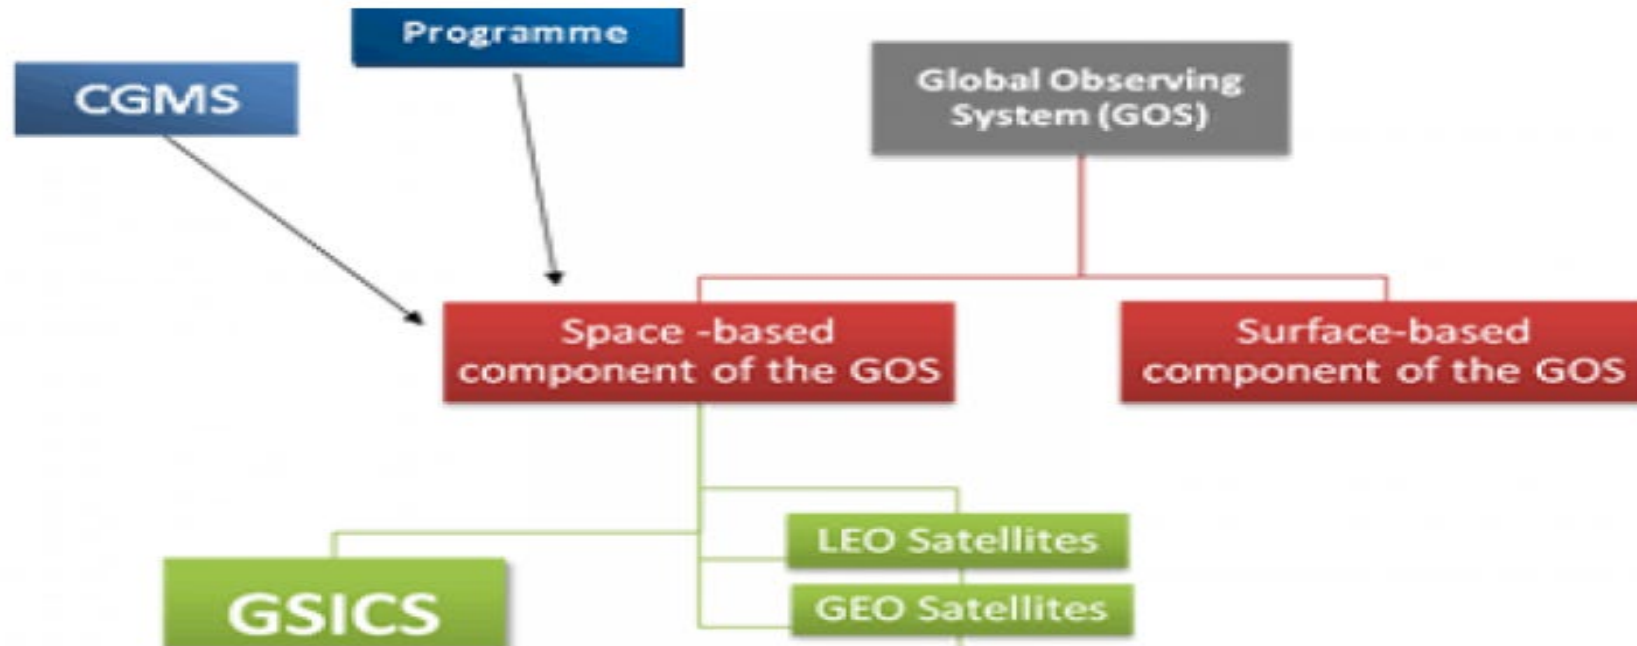 Programme
CGMS
Global Observing
System (GOS)
Space -based
component of the GOS
Surface-based
component of the GOS
LEO Satellites
GEO Satellites
GSICS